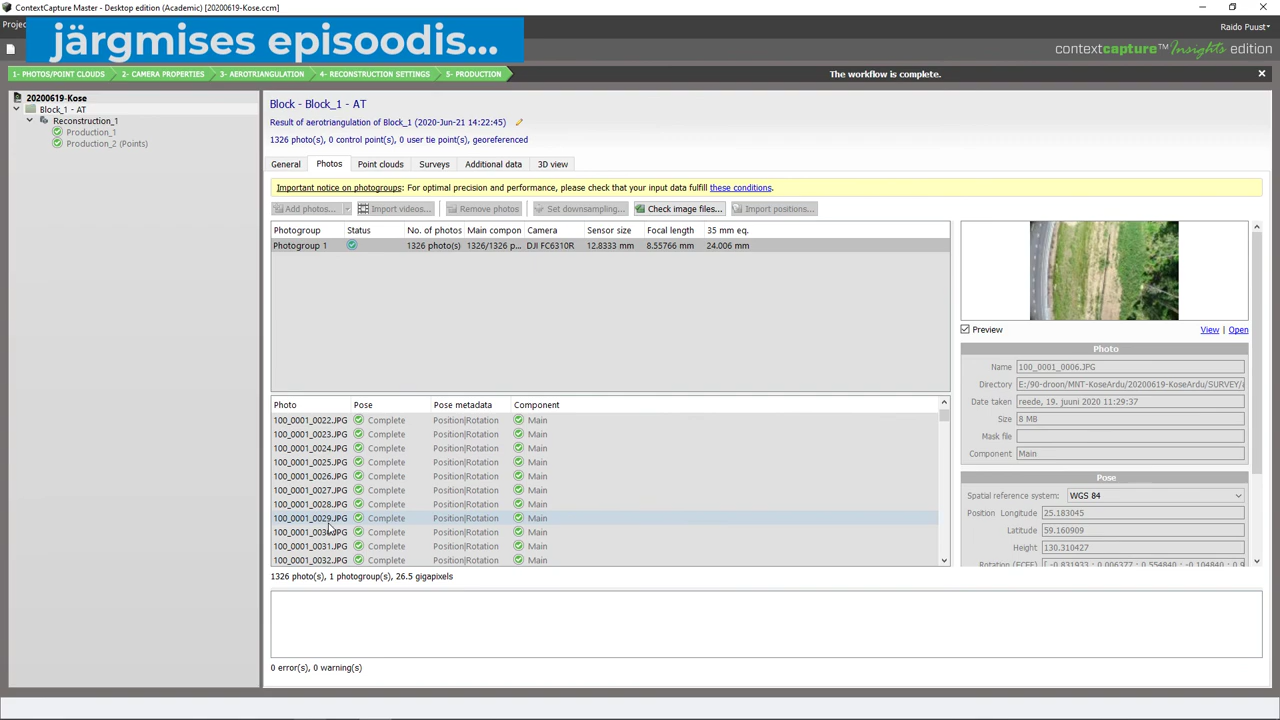 ContextCapture Master - Desktop edition (Academic) [20200619-Kose.ccm]
järgmises episoodis...
Raido Puust
contextcapture™ Insights edition
1- PHOTOS/POINT CLOUDS 2- CAMERA PROPERTIES 3- AEROTRIANGULATION 4- RECONSTRUCTION SETTINGS 5- PRODUCTION
The workflow is complete.
20200619-Kose
Block_1 - AT
Reconstruction_1
Production_1
Production_2 (Points)
Block - Block_1 - AT
Result of aerotriangulation of Block_1 (2020-Jun-21 14:22:45)
1326 photo(s), 0 control point(s), 0 user tie point(s), georeferenced
General Photos Point clouds Surveys Additional data 3D view
Important notice on photogroups: For optimal precision and performance, please check that your input data fulfill these conditions.
Add photos... Import videos... Remove photos Set downsampling... Check image files... Import positions...
Photogroup Status No. of photos Main compon Camera Sensor size Focal length 35 mm eq.
Photogroup 1 1326 photo(s) 1326/1326 p... DJI FC6310R 12.8333 mm 8.55766 mm 24.006 mm
Photo Pose Pose metadata Component
100_0001_0022.JPG Complete Position|Rotation Main
100_0001_0023.JPG Complete Position|Rotation Main
100_0001_0024.JPG Complete Position|Rotation Main
100_0001_0025.JPG Complete Position|Rotation Main
100_0001_0026.JPG Complete Position|Rotation Main
100_0001_0027.JPG Complete Position|Rotation Main
100_0001_0028.JPG Complete Position|Rotation Main
100_0001_0029.JPG Complete Position|Rotation Main
100_0001_0030.JPG Complete Position|Rotation Main
100_0001_0031.JPG Complete Position|Rotation Main
100_0001_0032.JPG Complete Position|Rotation Main
1326 photo(s), 1 photogroup(s), 26.5 gigapixels
0 error(s), 0 warning(s)
Preview View | Open
Photo
Name 100_0001_0006.JPG
Directory E:/90-droon/MNT-KoseArdu/20200619-KoseArdu/SURVEY/
Date taken reede, 19. juuni 2020 11:29:37
Size 8 MB
Mask file
Component Main
Pose
Spatial reference system: WGS 84
Position Longitude 25.183045
Latitude 59.160909
Height 130.310427
Rotation (ECEF) [ -0.831933 ; 0.006377 ; 0.554840 ; -0.104840 ;